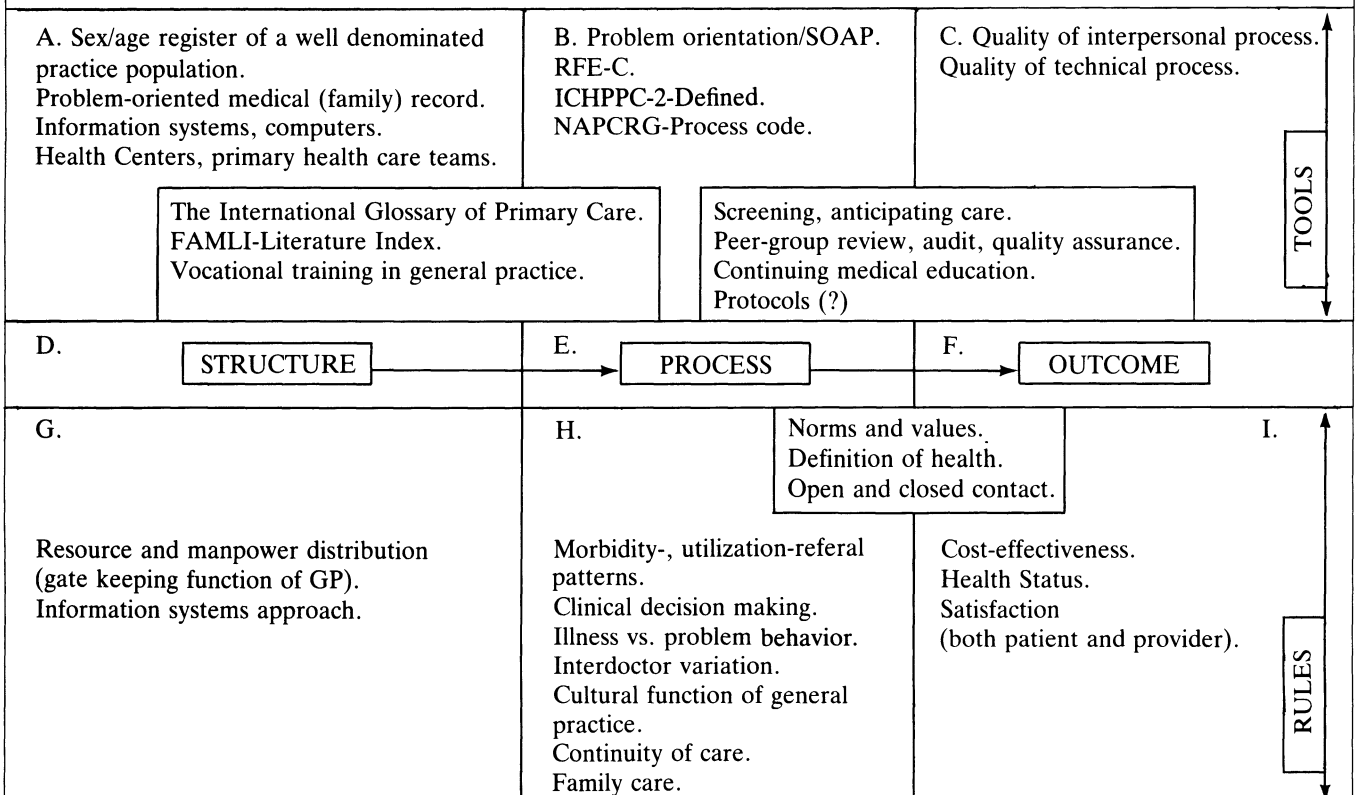 A. Sex/age register of a well denominated
practice population.
Problem-oriented medical (family) record.
Information systems, computers.
Health Centers, primary health care teams.
B. Problem orientation/SOAP.
RFE-C.
ICHPPC-2-Defined.
NAPCRG-Process code.
C. Quality of interpersonal process.
Quality of technical process.
The International Glossary of Primary Care.
FAMLI-Literature Index.
Vocational training in general practice.
Screening, anticipating care.
Peer-group review, audit, quality assurance.
Continuing medical education.
Protocols (?)
TOOLS
D.
STRUCTURE
E.
PROCESS
F.
OUTCOME
G.
Resource and manpower distribution
(gate keeping function of GP).
Information systems approach.
H.
Norms and values.
Definition of health.
Open and closed contact.
Morbidity-, utilization-referal
patterns.
Clinical decision making.
Illness vs. problem behavior.
Interdoctor variation.
Cultural function of general
practice.
Continuity of care.
Family care.
I.
Cost-effectiveness.
Health Status.
Satisfaction
(both patient and provider).
RULES